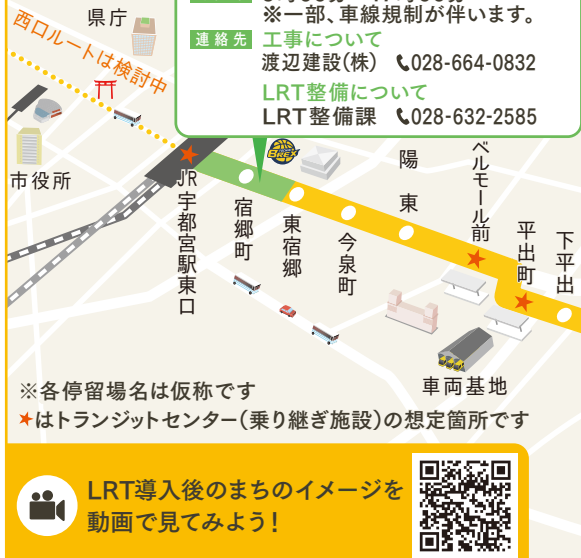 ※一部、車線規制が伴います。
連絡先 工事について
渡辺建設(株) 028-664-0832
LRT整備について
LRT整備課 028-632-2585
県庁
西口ルートは検討中
市役所
BREX
JR宇都宮駅東口
宿郷町
東宿郷
今泉町
陽東
ベルモール前
平出町
下平出
車両基地
※各停留場名は仮称です
★はトランジットセンター(乗り継ぎ施設)の想定箇所です
LRT導入後のまちのイメージを
動画で見てみよう!